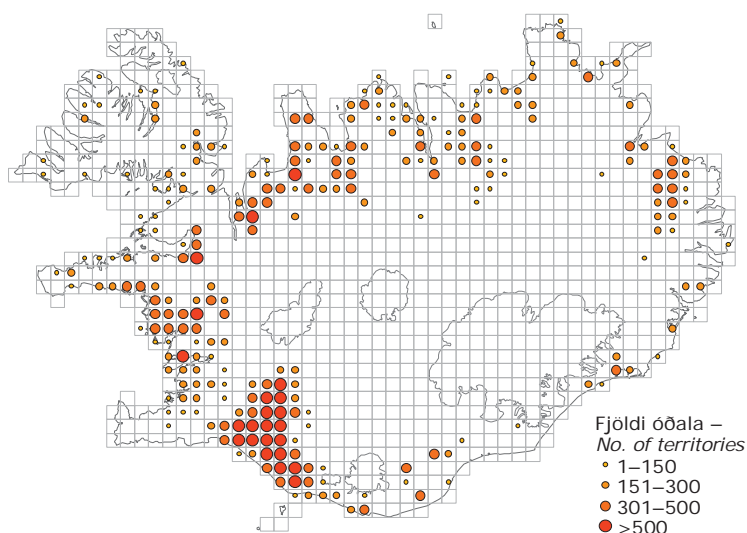 Fjöldi óðala –
No. of territories
1–150
151–300
301–500
>500